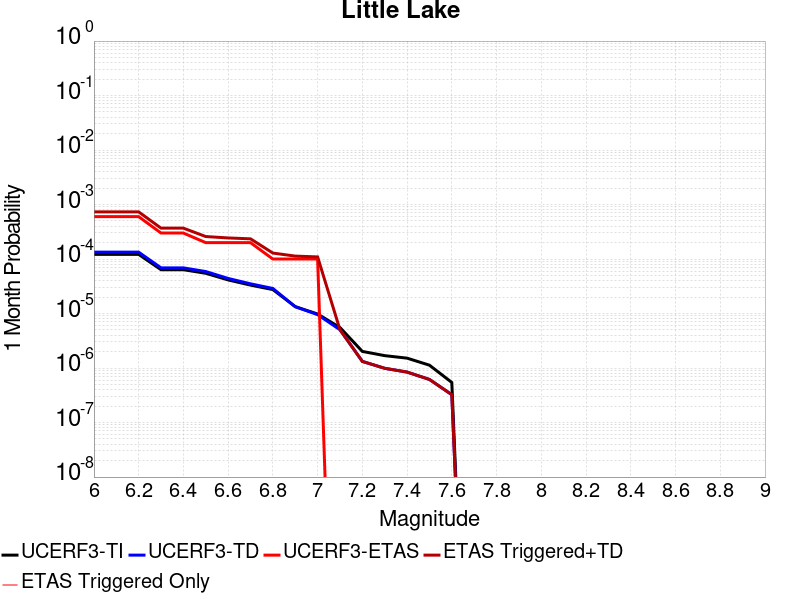 Little Lake
10^0
10^-1
10^-2
10^-3
10^-4
10^-5
10^-6
10^-7
10^-8
1 Month Probability
6 6.2 6.4 6.6 6.8 7 7.2 7.4 7.6 7.8 8 8.2 8.4 8.6 8.8 9
Magnitude
UCERF3-TI UCERF3-TD UCERF3-ETAS ETAS Triggered+TD
ETAS Triggered Only